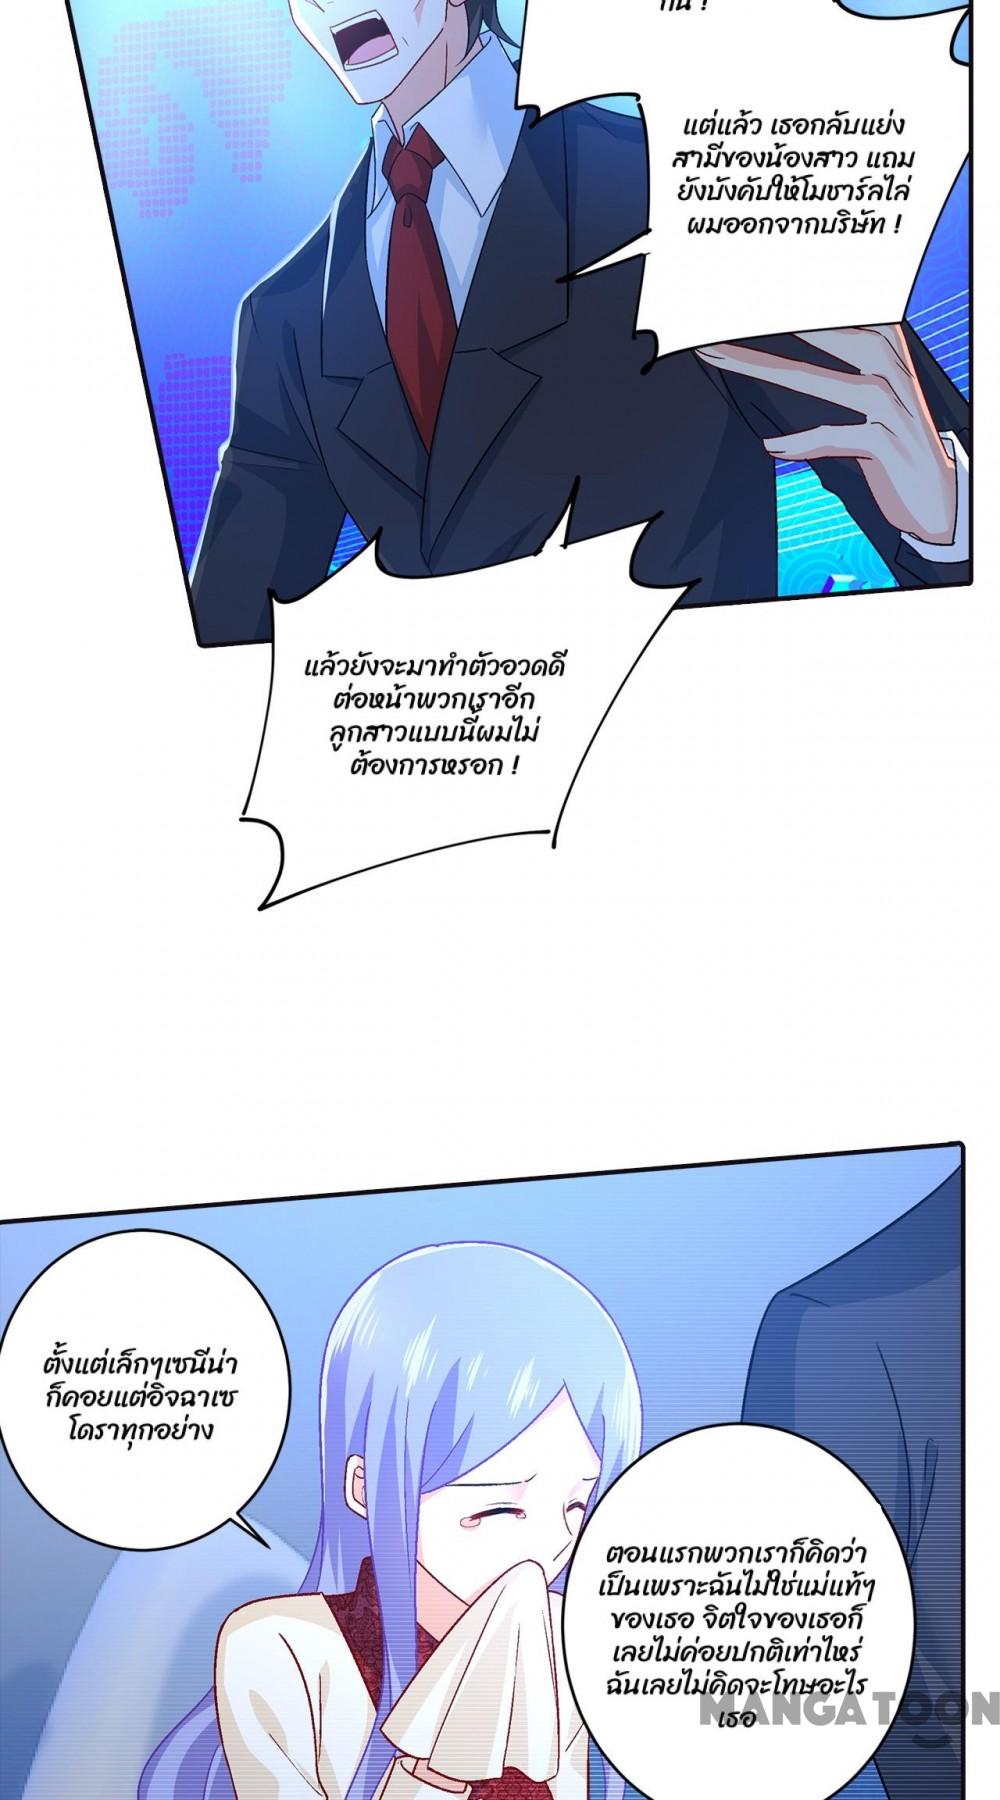 กัน !
แต่แล้ว เธอกลับแย่ง
สามีของน้องสาว แถม
ยังบังคับให้โมชาร์ลไล่
ผมออกจากบริษัท !
แล้วยังจะมาทำตัวอวดดี
ต่อหน้าพวกเราอีก
ลูกสาวแบบนี้ผมไม่
ต้องการหรอก !
ตั้งแต่เล็กๆเซนีน่า
ก็คอยแต่อิจฉาเซ
โดราทุกอย่าง
ตอนแรกพวกเราก็คิดว่า
เป็นเพราะฉันไม่ใช่แม่แท้ๆ
ของเธอ จิตใจของเธอก็
เลยไม่ค่อยปกติเท่าไหร่
ฉันเลยไม่คิดจะโทษอะไร
เธอ
MANGATOON